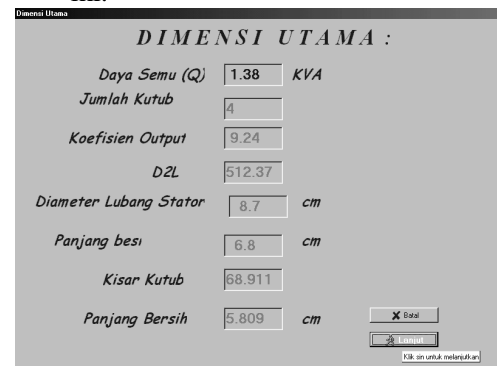 Dimensi Utama
DIMENSI UTAMA :
Daya Semu (Q) 1.38 KVA
Jumlah Kutub 4
Koefisien Output 9.24
D2L 512.37
Diameter Lubang Stator 8.7 cm
Panjang besi 6.8 cm
Kisar Kutub 68.911
Panjang Bersih 5.809 cm
Batal
Lanjut
Klik sin untuk melanjutkan